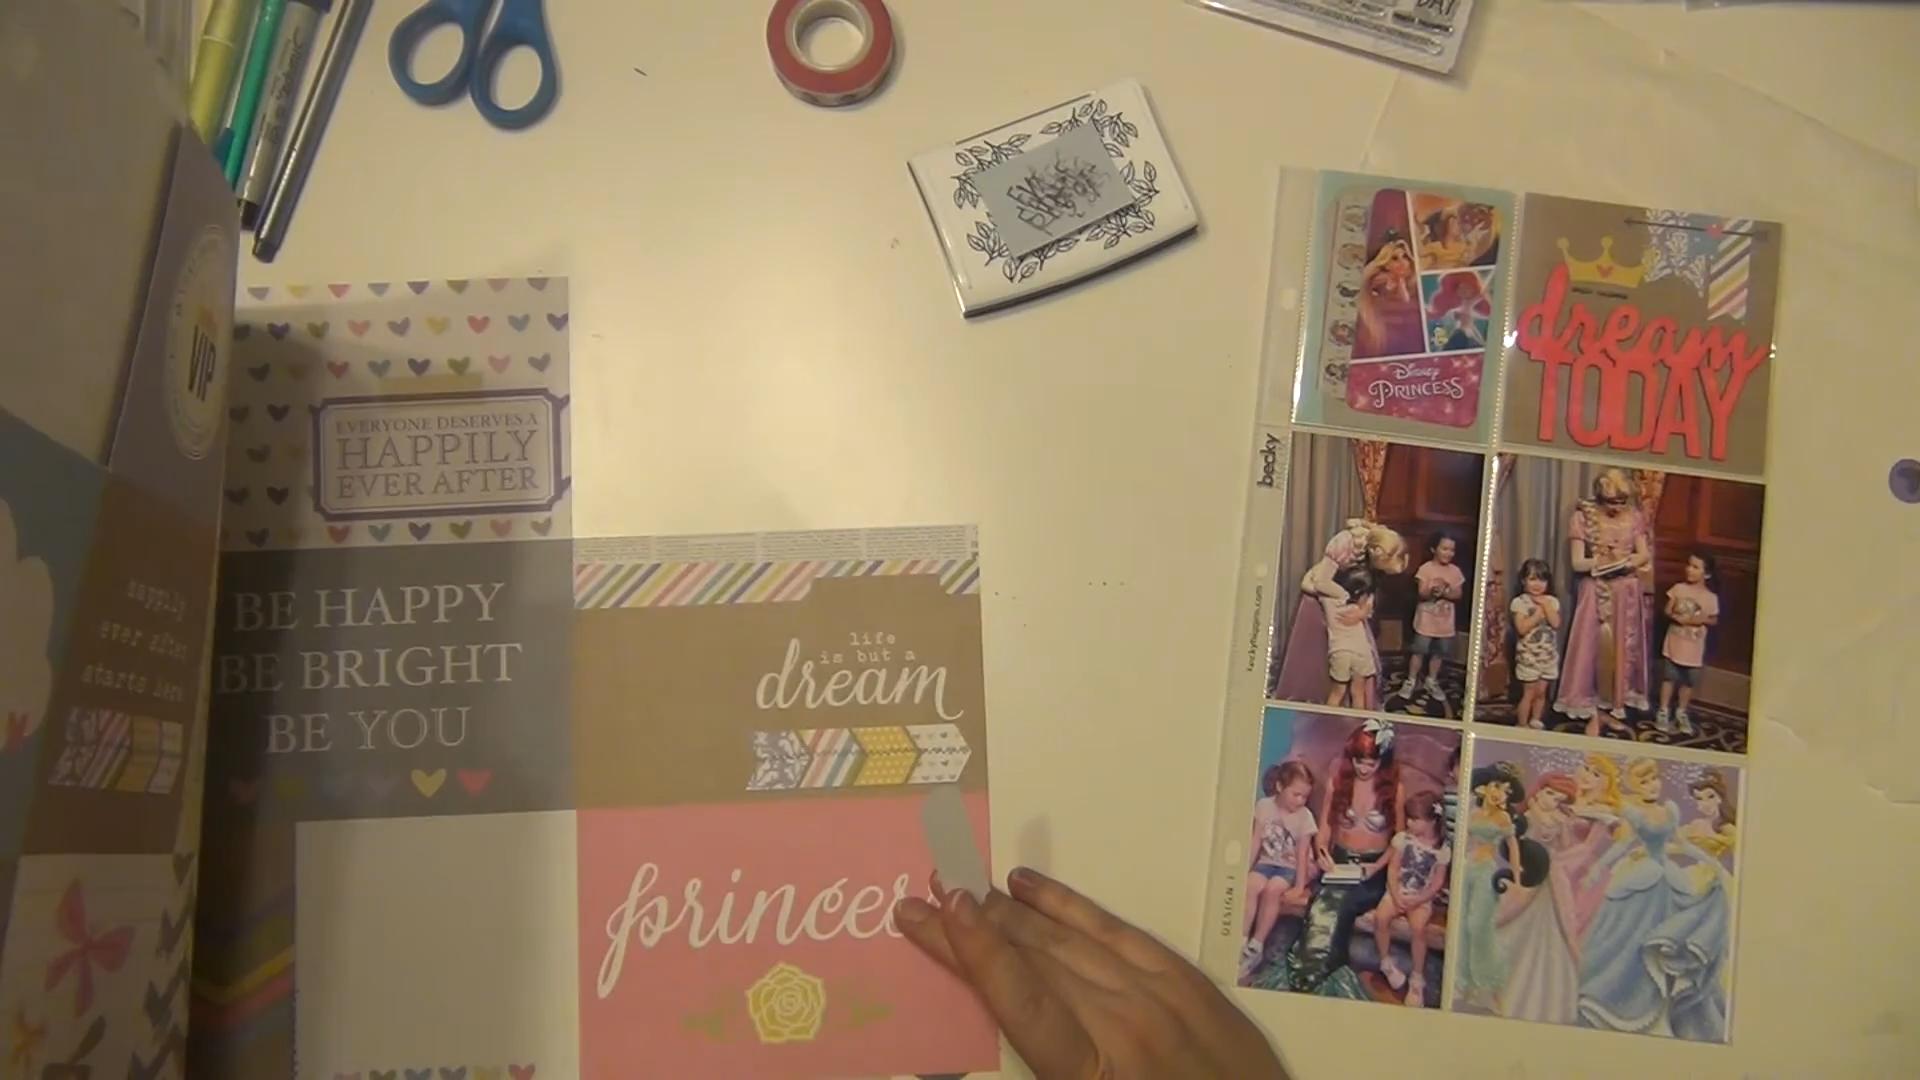 DAY
VIP
EVERYONE DESERVES A
HAPPILY
EVER AFTER
BE HAPPY
BE BRIGHT
BE YOU
happily
ever after
starts here
life
is but a
dream
princess
Disney
PRINCESS
dream
TODAY
becky
DESIGN